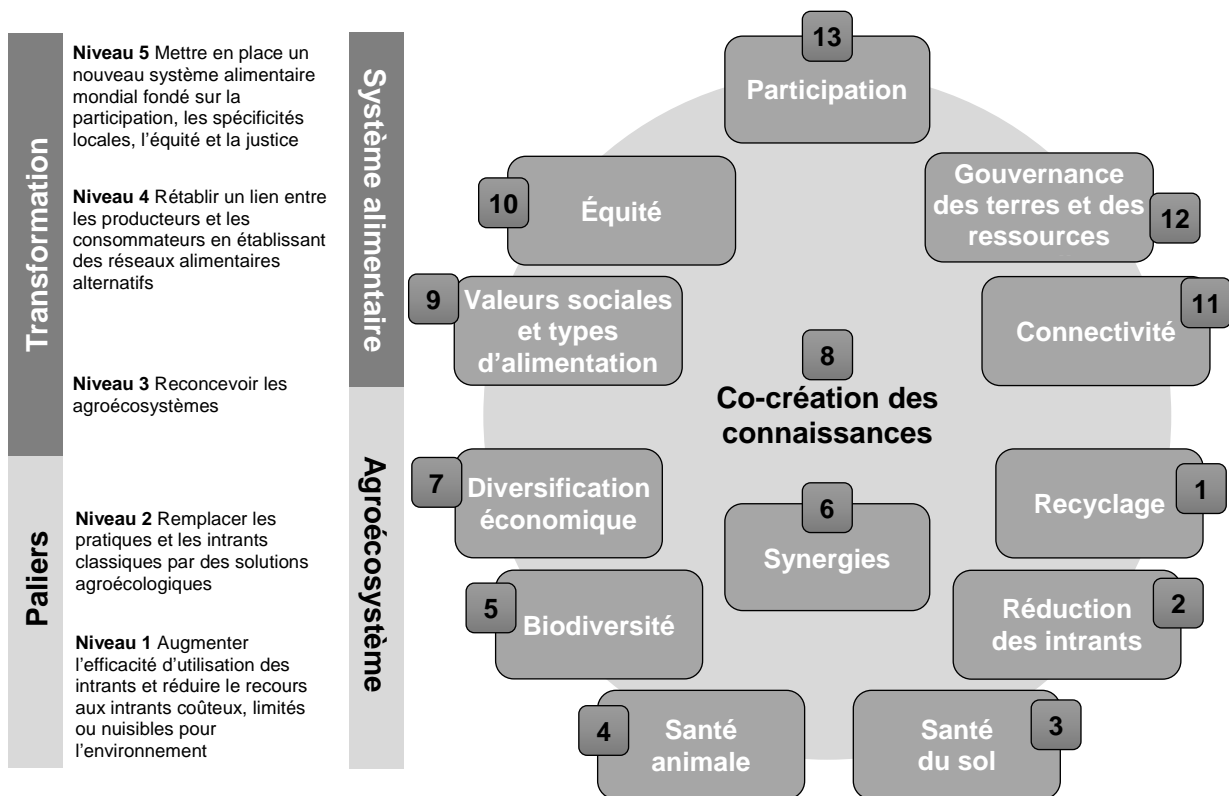 Transformation
Paliers
Niveau 5 Mettre en place un
nouveau système alimentaire
mondial fondé sur la
participation, les spécificités
locales, l'équité et la justice
Niveau 4 Rétablir un lien entre
les producteurs et les
consommateurs en établissant
des réseaux alimentaires
alternatifs
Niveau 3 Reconcevoir les
agroécosystèmes
Niveau 2 Remplacer les
pratiques et les intrants
classiques par des solutions
agroécologiques
Niveau 1 Augmenter
l'efficacité d'utilisation des
intrants et réduire le recours
aux intrants coûteux, limités
ou nuisibles pour
l'environnement
Système alimentaire
Agroécosystème
13
Participation
10
Équité
Gouvernance
des terres et des
ressources
12
9
Valeurs sociales
et types
d'alimentation
11
Connectivité
8
Co-création des
connaissances
7
Diversification
économique
6
Synergies
1
Recyclage
5
Biodiversité
2
Réduction
des intrants
4
Santé
animale
3
Santé
du sol